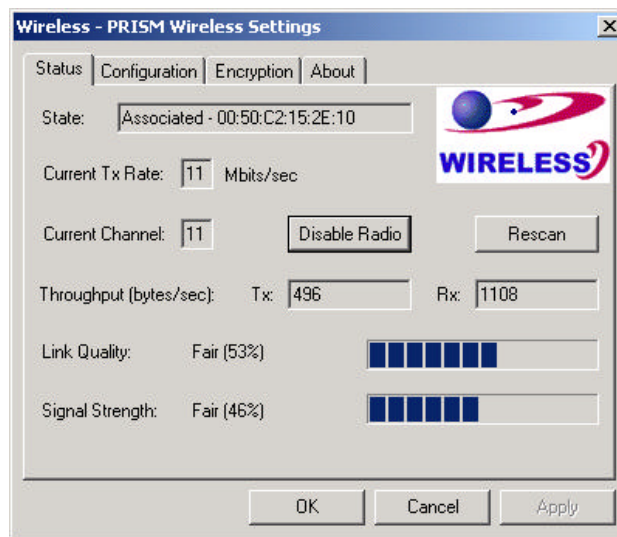 Wireless - PRISM Wireless Settings
Status Configuration Encryption About
State: Associated - 00:50:C2:15:2E:10
WIRELESS
Current Tx Rate: 11 Mbits/sec
Current Channel: 11 Disable Radio Rescan
Throughput (bytes/sec): Tx: 496 Rx: 1108
Link Quality: Fair (53%)
Signal Strength: Fair (46%)
OK Cancel Apply